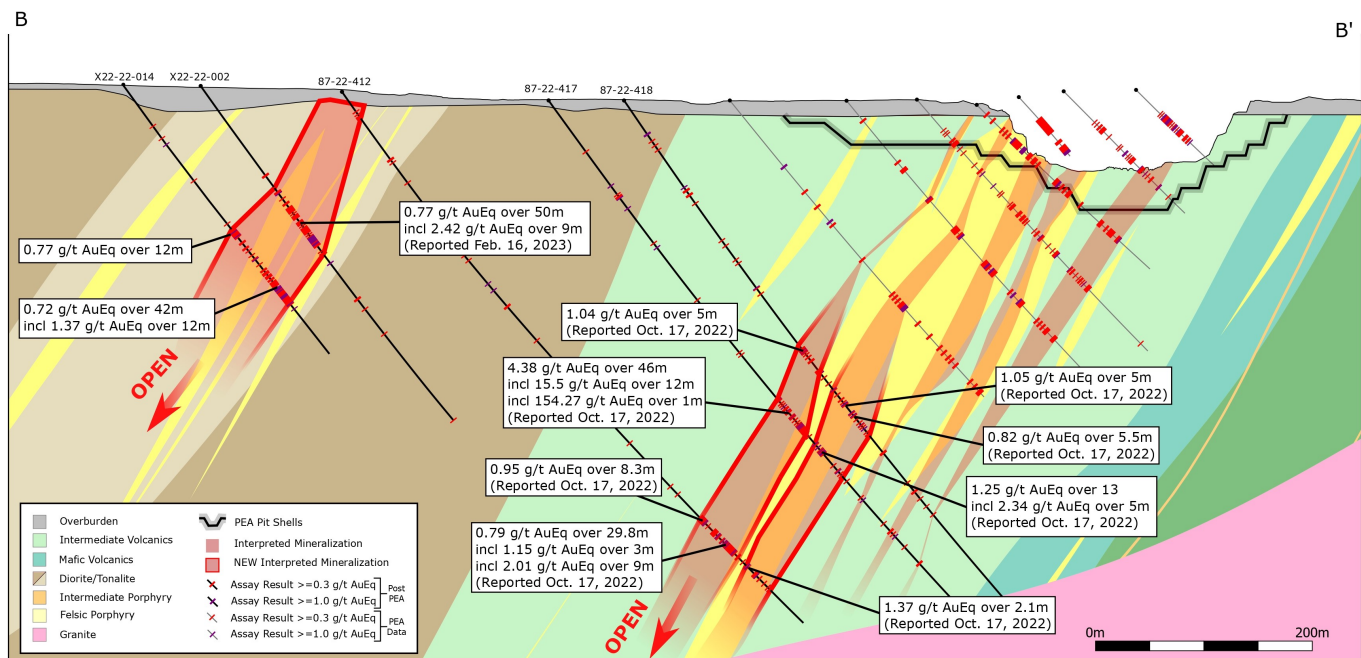 B
B'
X22-22-014
X22-22-002
87-22-412
87-22-417
87-22-418
0.77 g/t AuEq over 12m
0.72 g/t AuEq over 42m
incl 1.37 g/t AuEq over 12m
0.77 g/t AuEq over 50m
incl 2.42 g/t AuEq over 9m
(Reported Feb. 16, 2023)
1.04 g/t AuEq over 5m
(Reported Oct. 17, 2022)
4.38 g/t AuEq over 46m
incl 15.5 g/t AuEq over 12m
incl 154.27 g/t AuEq over 1m
(Reported Oct. 17, 2022)
0.95 g/t AuEq over 8.3m
(Reported Oct. 17, 2022)
0.79 g/t AuEq over 29.8m
incl 1.15 g/t AuEq over 3m
incl 2.01 g/t AuEq over 9m
(Reported Oct. 17, 2022)
1.05 g/t AuEq over 5m
(Reported Oct. 17, 2022)
0.82 g/t AuEq over 5.5m
(Reported Oct. 17, 2022)
1.25 g/t AuEq over 13
incl 2.34 g/t AuEq over 5m
(Reported Oct. 17, 2022)
1.37 g/t AuEq over 2.1m
(Reported Oct. 17, 2022)
OPEN
OPEN
Overburden
Intermediate Volcanics
Mafic Volcanics
Diorite/Tonalite
Intermediate Porphyry
Felsic Porphyry
Granite
PEA Pit Shells
Interpreted Mineralization
NEW Interpreted Mineralization
Assay Result >=0.3 g/t AuEq
Assay Result >=1.0 g/t AuEq
Post
PEA
Assay Result >=0.3 g/t AuEq
Assay Result >=1.0 g/t AuEq
PEA
Data
0m
200m